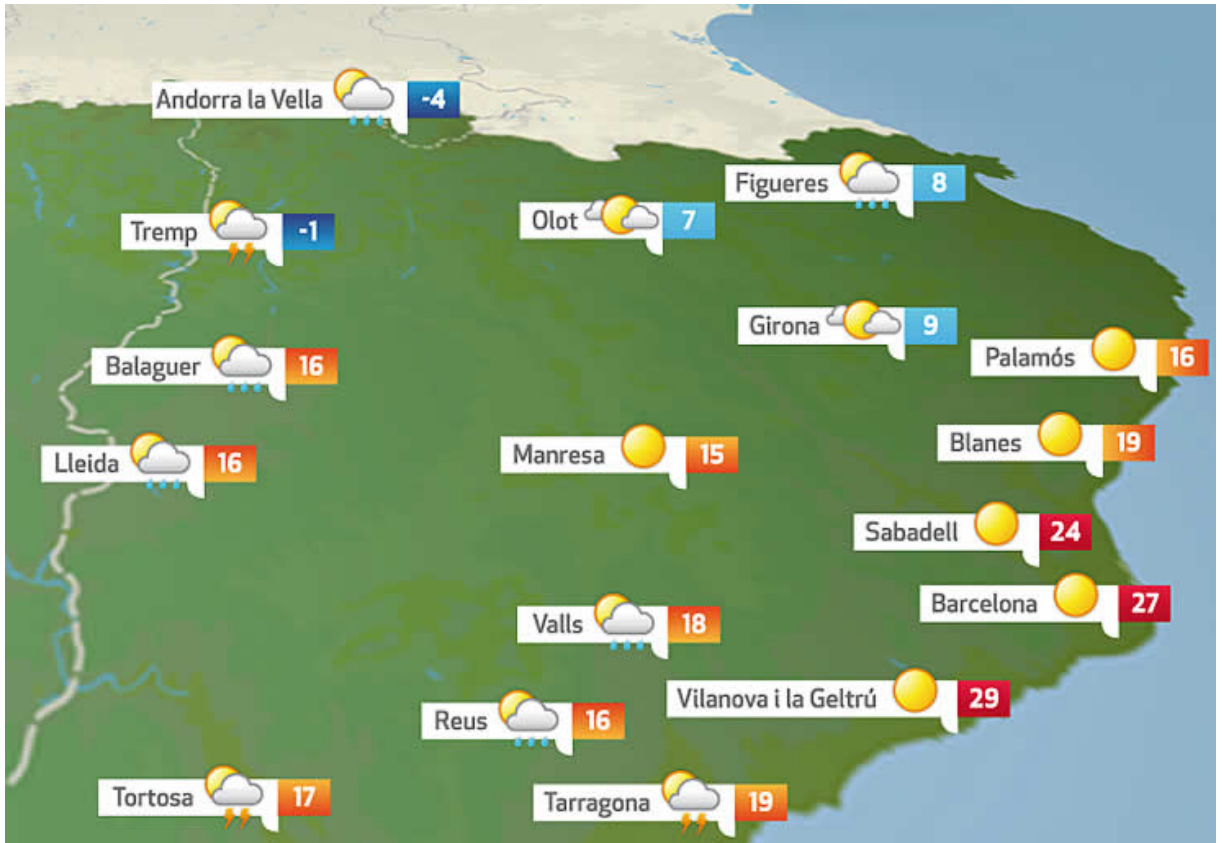 Andorra la Vella -4
Figueres 8
Tremp -1
Olot 7
Girona 9
Balaguer 16
Palamós 16
Lleida 16
Manresa 15
Blanes 19
Sabadell 24
Barcelona 27
Valls 18
Vilanova i la Geltrú 29
Reus 16
Tortosa 17
Tarragona 19